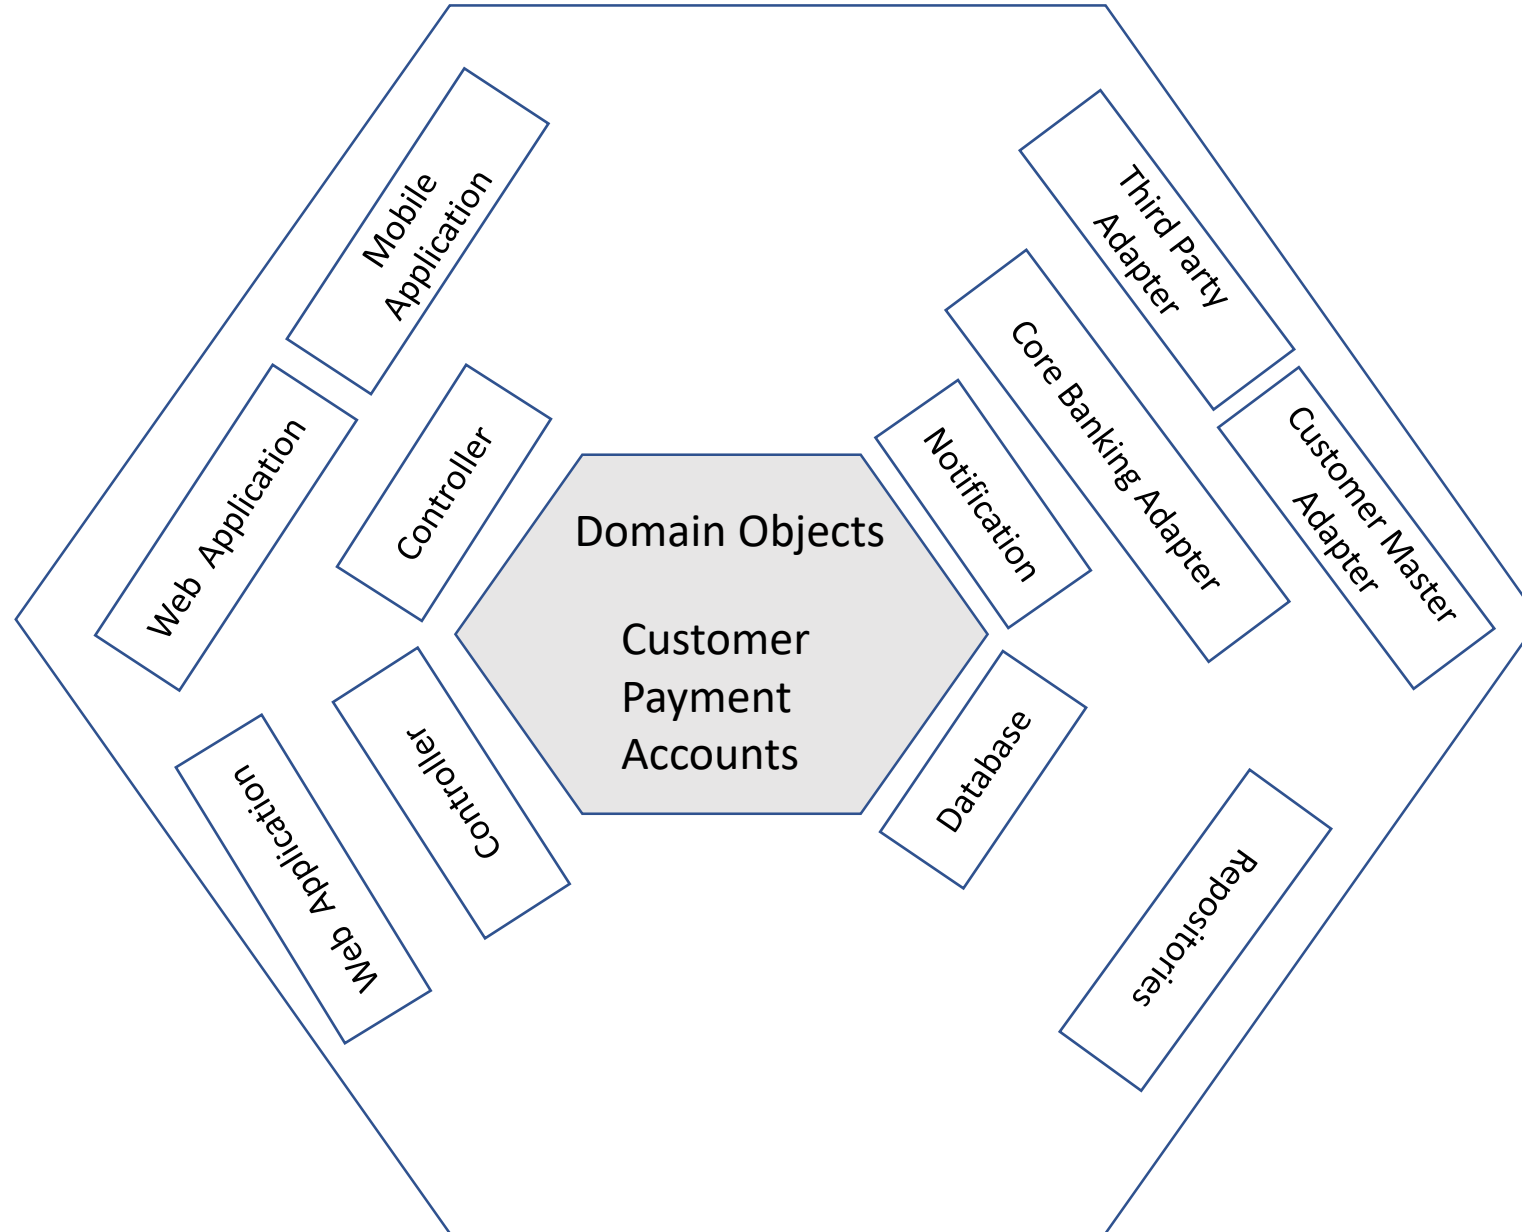 Mobile
Application
Third Party
Adapter
Web Application
Controller
Core Banking Adapter
Customer Master
Adapter
Notification
Domain Objects
Customer
Payment
Accounts
Controller
Database
Web Application
Repositories